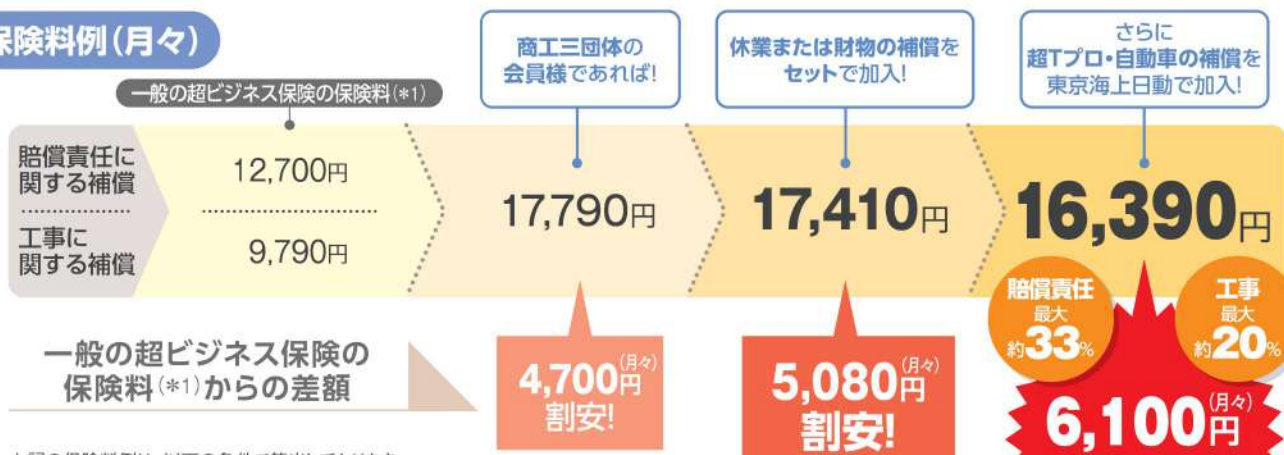 保険料例(月々)
一般の超ビジネス保険の保険料(*1)
商工三団体の
会員様であれば!
休業または財物の補償を
セットで加入!
さらに
超Tプロ・自動車の補償を
東京海上日動で加入!
賠償責任に
関する補償
12,700円
工事に
関する補償
9,790円
17,790円
17,410円
16,390円
賠償責任
最大
約33%
工事
最大
約20%
一般の超ビジネス保険の
保険料(*1)からの差額
4,700円(月々)
割安!
5,080円(月々)
割安!
6,100円(月々)